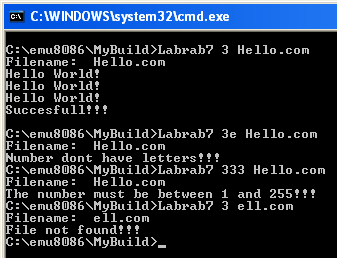 C:\WINDOWS\system32\cmd.exe
C:\emu8086\MyBuild>Labrab7 3 Hello.com
Filename:  Hello.com
Hello World!
Hello World!
Hello World!
Succesfull!!!
C:\emu8086\MyBuild>Labrab7 3e Hello.com
Filename:  Hello.com
Number dont have letters!!!
C:\emu8086\MyBuild>Labrab7 333 Hello.com
Filename:  Hello.com
The number must be between 1 and 255!!!
C:\emu8086\MyBuild>Labrab7 3 ell.com
Filename:  ell.com
File not found!!!
C:\emu8086\MyBuild>_